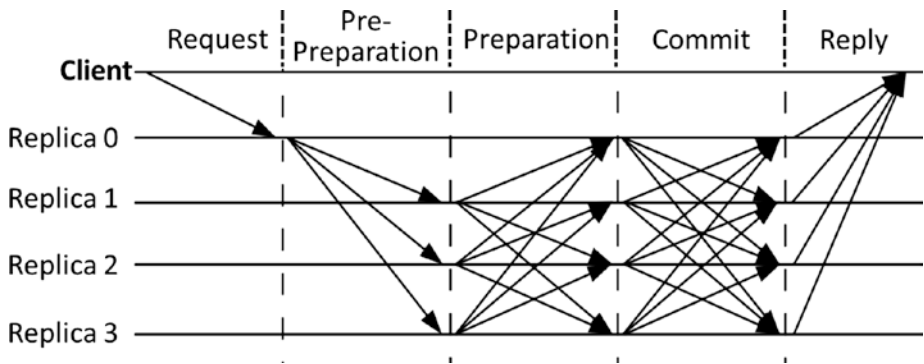 Request
Pre-
Preparation
Preparation
Commit
Reply
Client
Replica 0
Replica 1
Replica 2
Replica 3